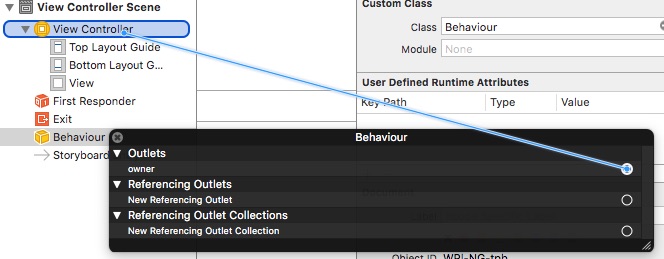 View Controller Scene
View Controller
Top Layout Guide
Bottom Layout G...
View
First Responder
Exit
Behaviour
Storyboard
Custom Class
Class Behaviour
Module None
User Defined Runtime Attributes
Key Path Type Value
Behaviour
Outlets
owner
Referencing Outlets
New Referencing Outlet
Referencing Outlet Collections
New Referencing Outlet Collection
Object ID WPI-NG-tnh